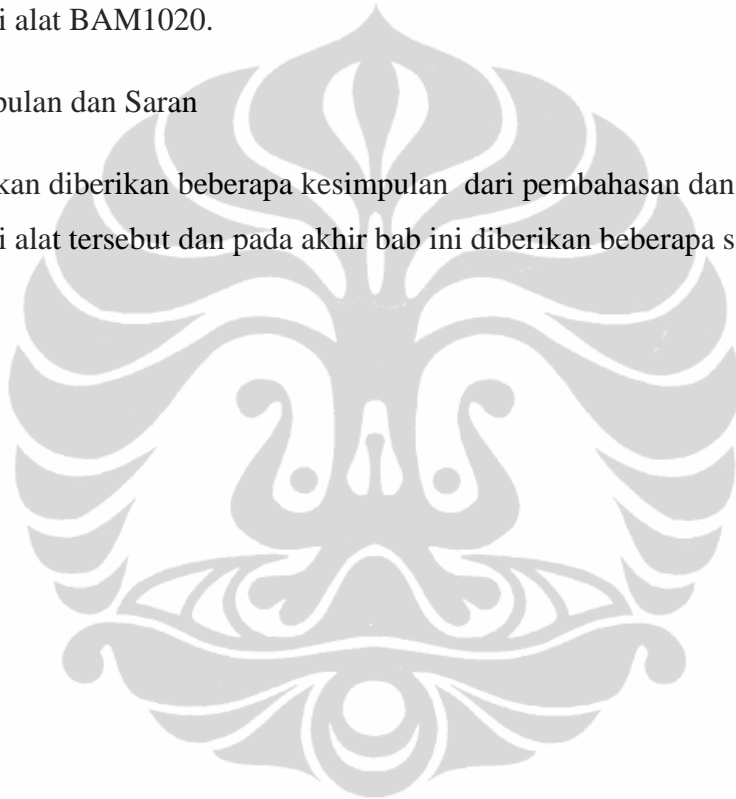 i alat BAM1020.
pulan dan Saran
kan diberikan beberapa kesimpulan dari pembahasan dan
i alat tersebut dan pada akhir bab ini diberikan beberapa s